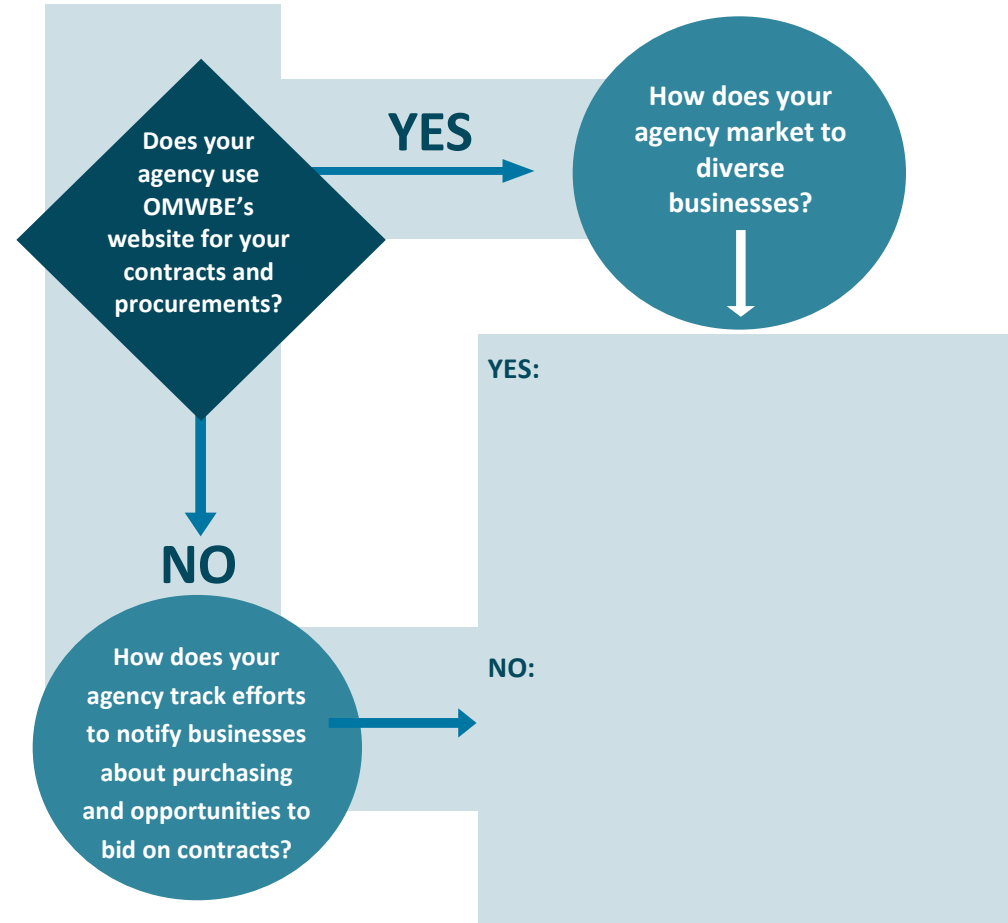 Does your
agency use
OMWBE’s
website for your
contracts and
procurements?
YES
How does your
agency market to
diverse
businesses?
YES:
NO
How does your
agency track efforts
to notify businesses
about purchasing
and opportunities to
bid on contracts?
NO: